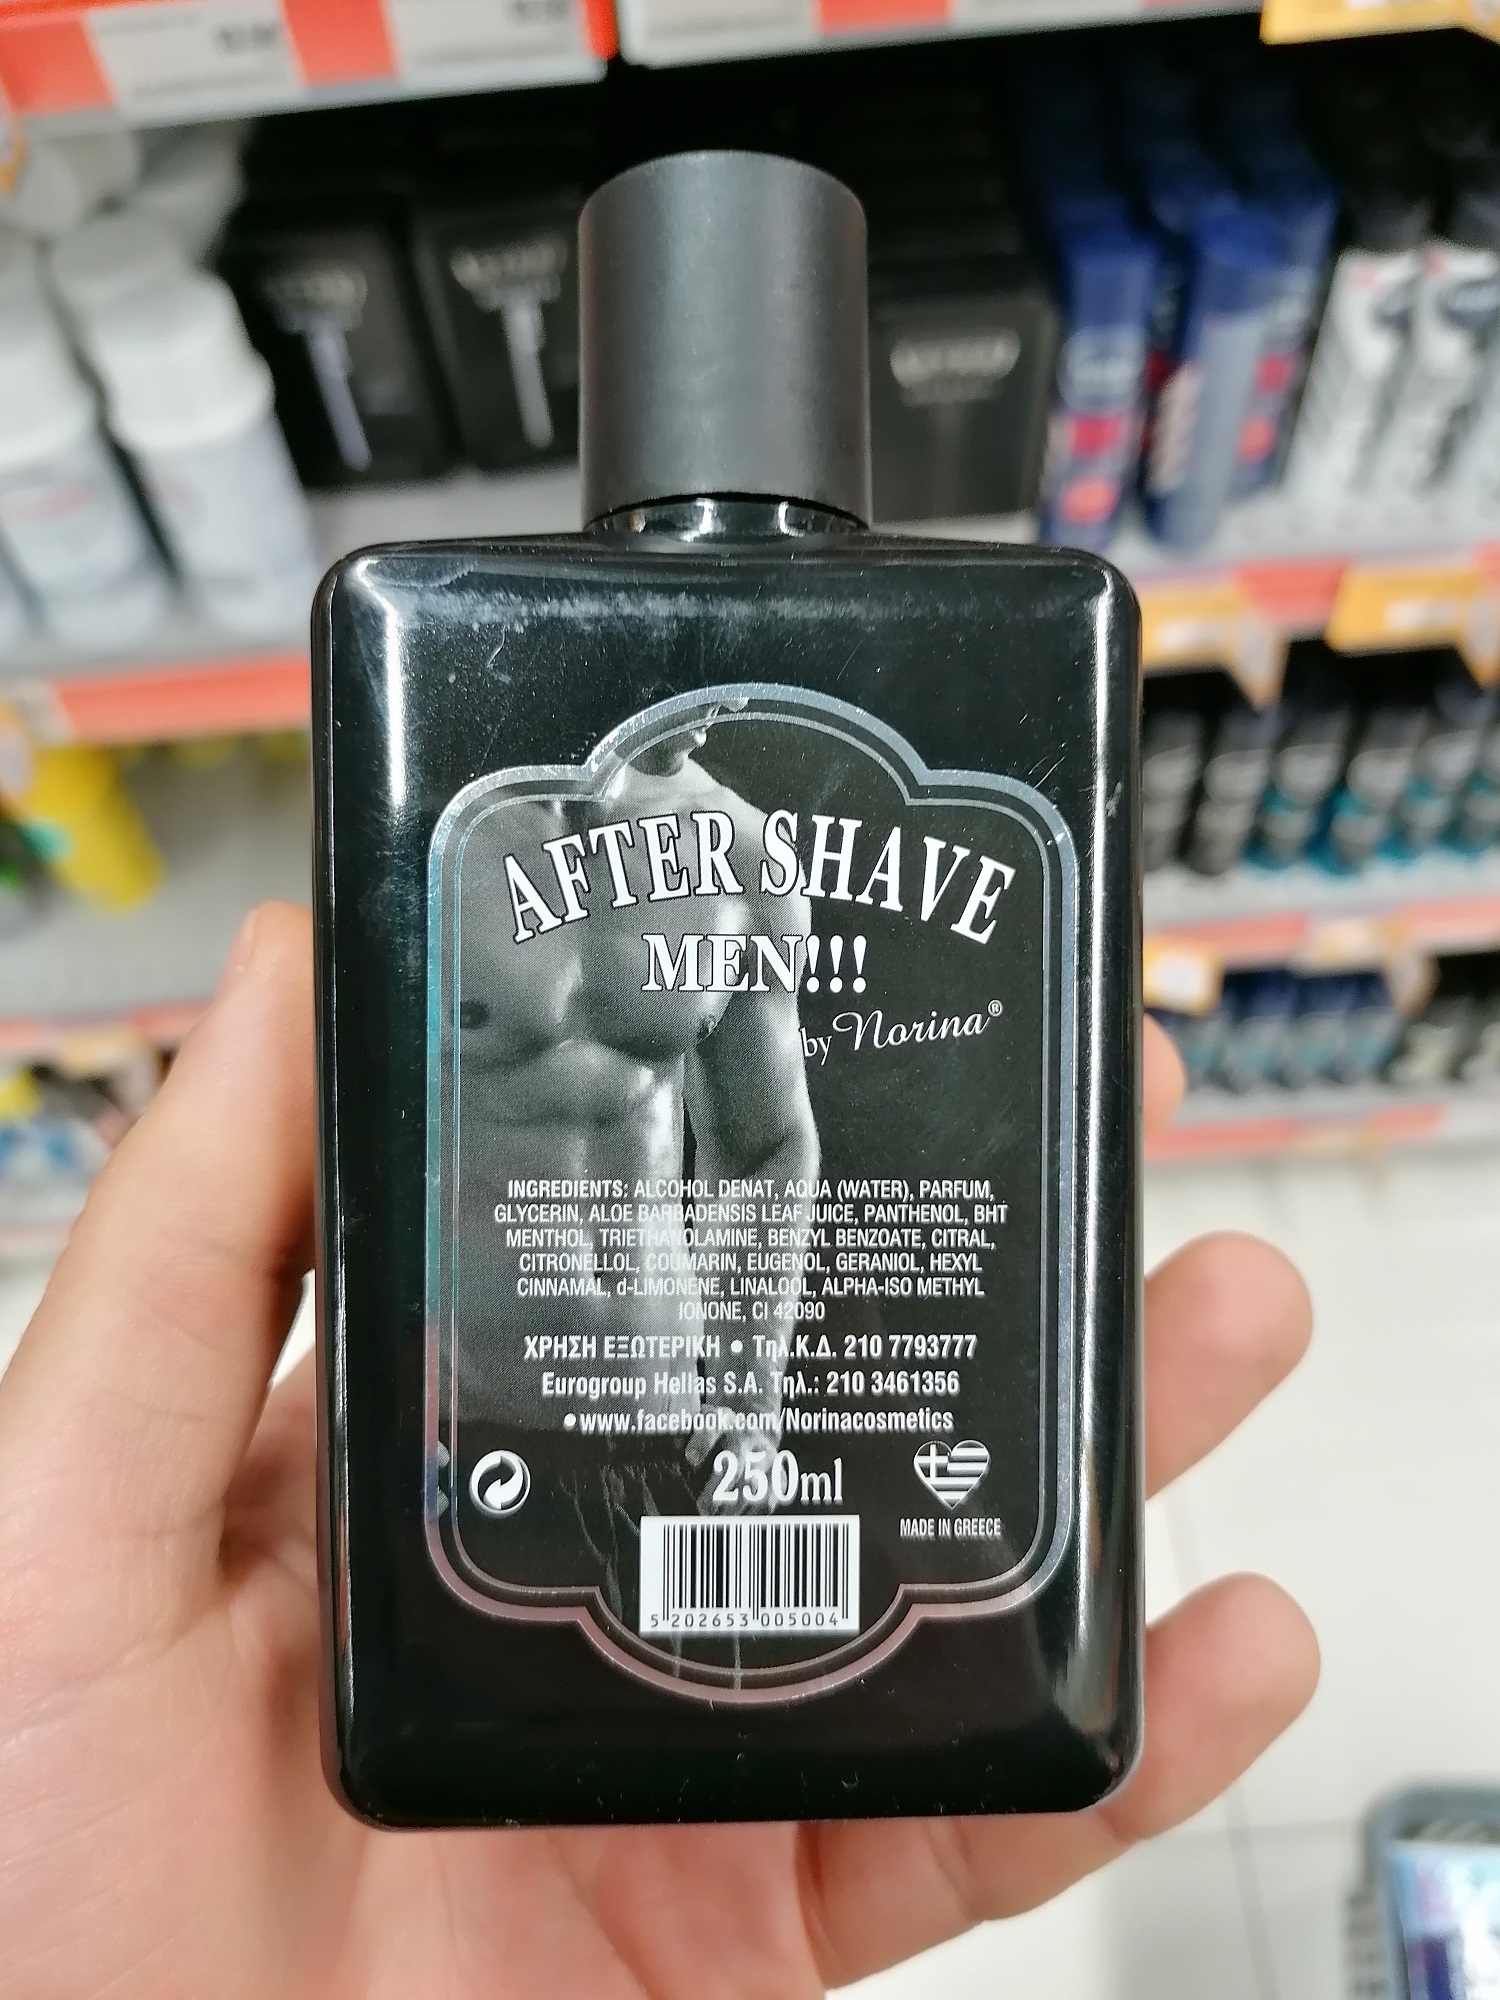 AFTER SHAVE
MEN!!!
by Norina®
INGREDIENTS: ALCOHOL DENAT, AQUA (WATER), PARFUM,
GLYCERIN, ALOE BARBADENSIS LEAF JUICE, PANTHENOL, BHT
MENTHOL, TRIETHANOLAMINE, BENZYL BENZOATE, CITRAL,
CITRONELLOL, COUMARIN, EUGENOL, GERANIOL, HEXYL
CINNAMAL, d-LIMONENE, LINALOOL, ALPHA-ISO METHYL
IONONE, CI 42090
ΧΡΗΣΗ ΕΞΩΤΕΡΙΚΗ • Τηλ.Κ.Δ. 210 7793777
Eurogroup Hellas S.A. Τηλ.: 210 3461356
•www.facebook.com/Norinacosmetics
250ml
MADE IN GREECE
5 202653 005004